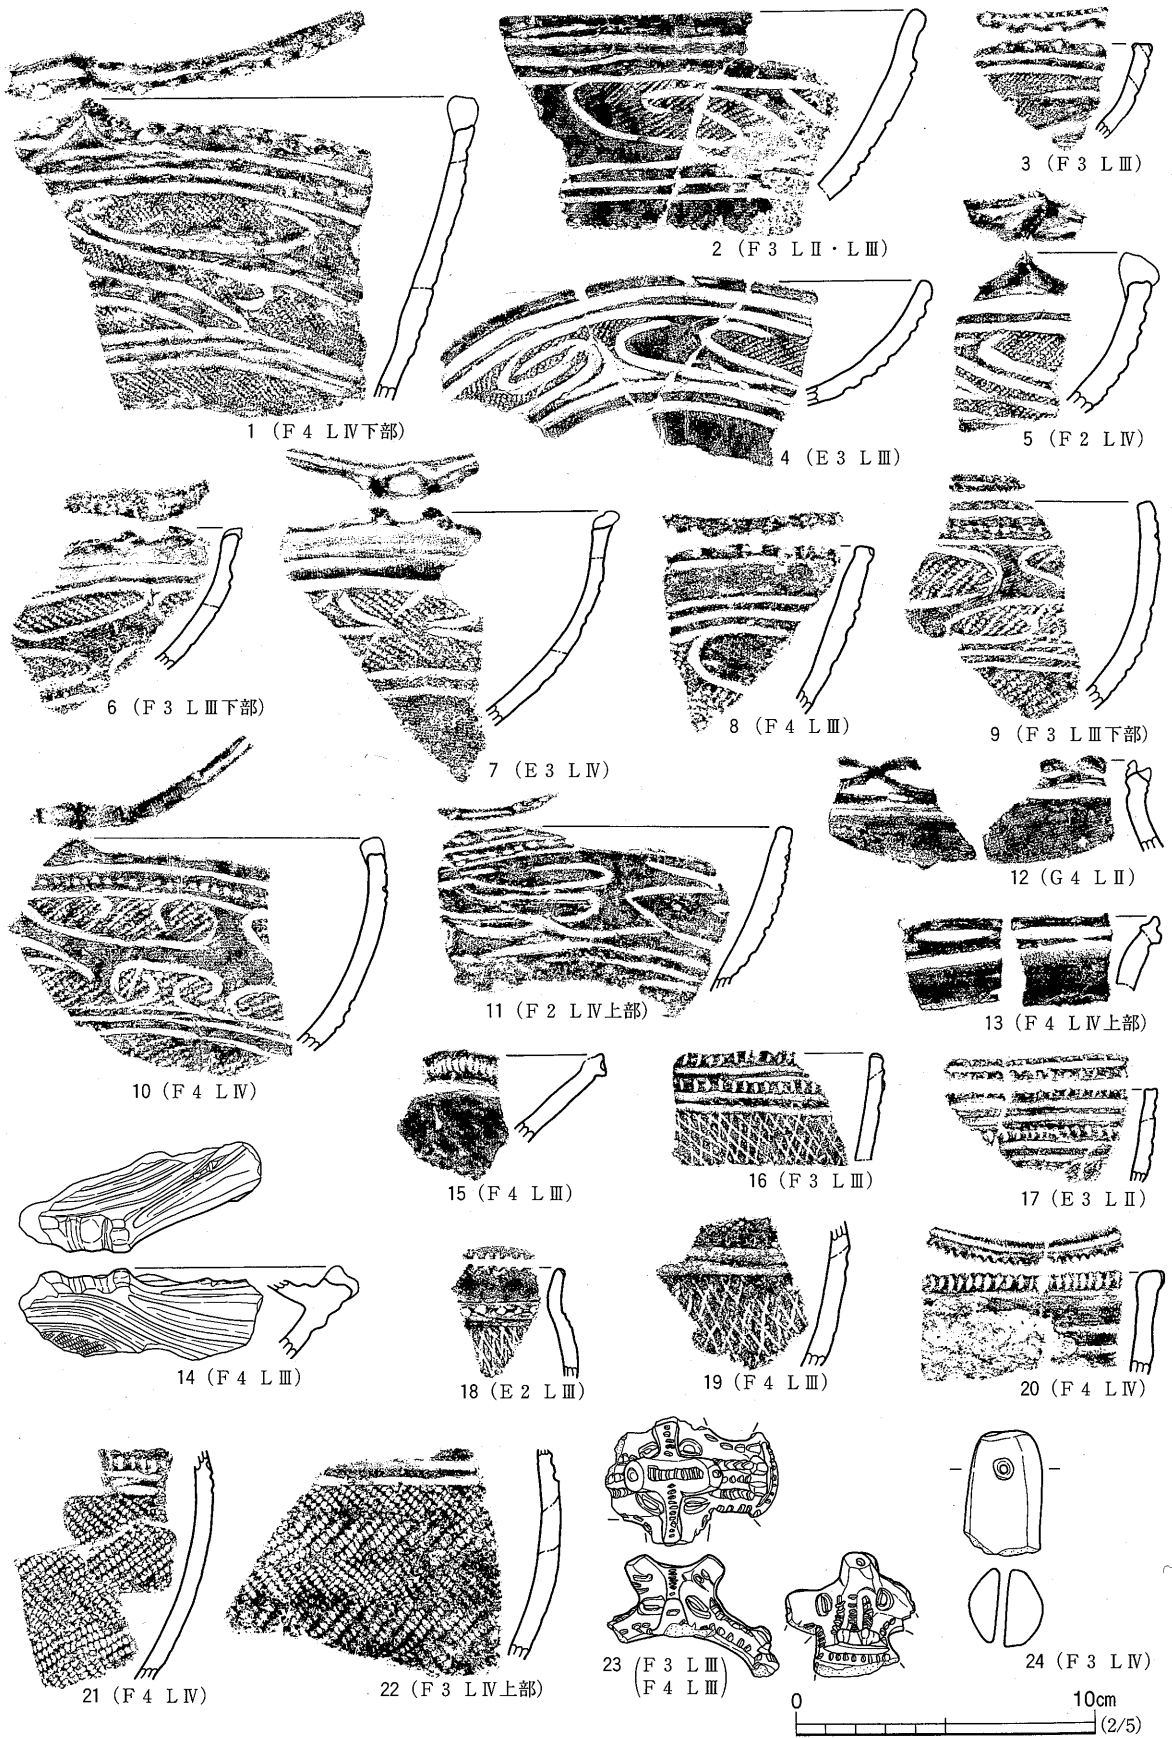 1 (F 4 LⅣ下部)
2 (F 3 LⅡ・LⅢ)
3 (F 3 LⅢ)
4 (E 3 LⅢ)
5 (F 2 LⅣ)
6 (F 3 LⅢ下部)
7 (E 3 LⅣ)
8 (F 4 LⅢ)
9 (F 3 LⅢ下部)
10 (F 4 LⅣ)
11 (F 2 LⅣ上部)
12 (G 4 LⅡ)
13 (F 4 LⅣ上部)
14 (F 4 LⅢ)
15 (F 4 LⅢ)
16 (F 3 LⅢ)
17 (E 3 LⅡ)
18 (E 2 LⅢ)
19 (F 4 LⅢ)
20 (F 4 LⅣ)
21 (F 4 LⅣ)
22 (F 3 LⅣ上部)
23 (F 3 LⅢ
F 4 LⅢ)
24 (F 3 LⅣ)
0 10cm
(2/5)